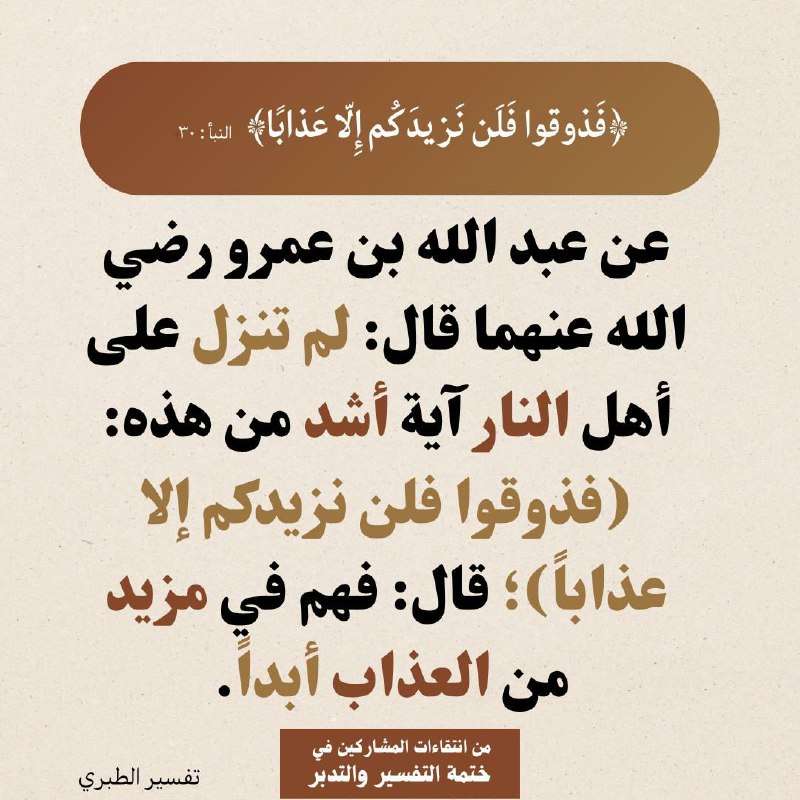 ﴿فَذوقوا فَلَن نَزيدَكُم إِلّا عَذابًا﴾ النبأ: ٣٠
عن عبد الله بن عمرو رضي
الله عنهما قال: لم تنزل على
أهل النار آية أشد من هذه:
(فذوقوا فلن نزيدكم إلا
عذاباً)؛ قال: فهم في مزيد
من العذاب أبداً.
من انتقاءات المشاركين في
ختمة التفسير والتدبر
تفسير الطبري